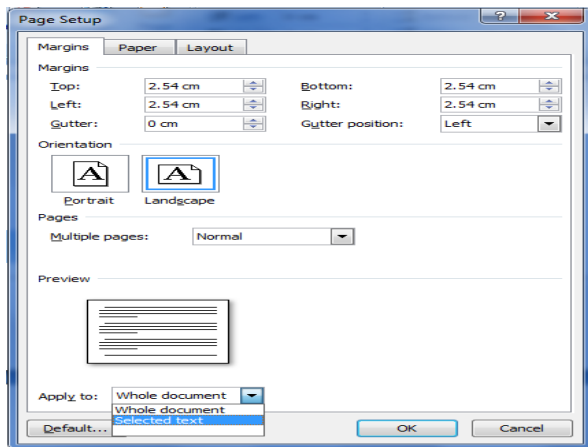 Page Setup
Margins Paper Layout
Margins
Top: 2.54 cm Bottom: 2.54 cm
Left: 2.54 cm Right: 2.54 cm
Gutter: 0 cm Gutter position: Left
Orientation
A A
Portrait Landscape
Pages
Multiple pages: Normal
Preview
Apply to: Whole document
Whole document
Selected text
Default... OK Cancel